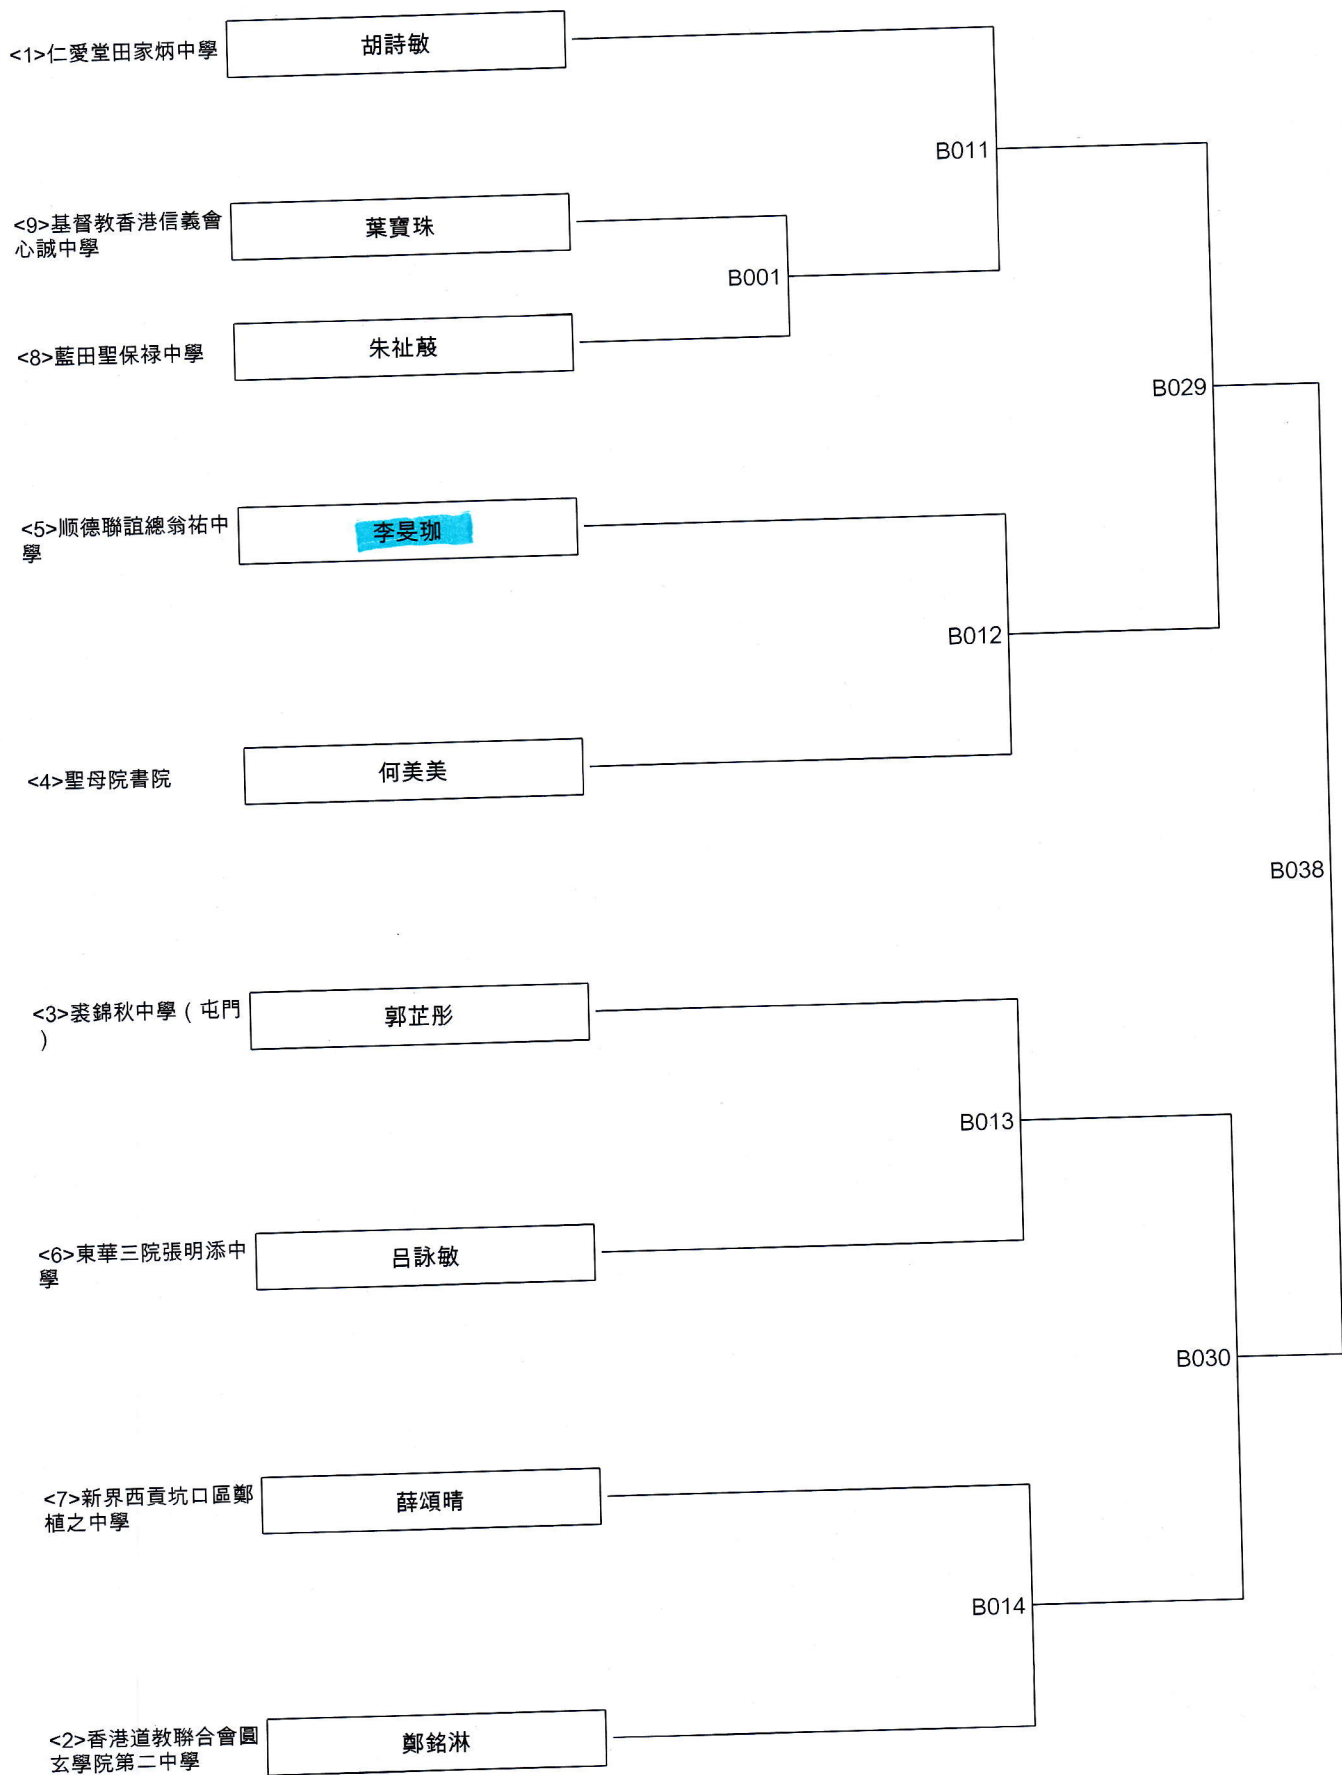 <1>仁愛堂田家炳中學
胡詩敏
B011
<9>基督教香港信義會
心誠中學
葉寶珠
B001
<8>藍田聖保禄中學
朱祉蕿
B029
<5>顺德聯誼總翁祐中
學
李旻珈
B012
<4>聖母院書院
何美美
B038
<3>裘錦秋中學（屯門
）
郭芷彤
B013
<6>東華三院張明添中
學
呂詠敏
B030
<7>新界西貢坑口區鄭
植之中學
薛頌晴
B014
<2>香港道教聯合會圓
玄學院第二中學
鄭銘淋